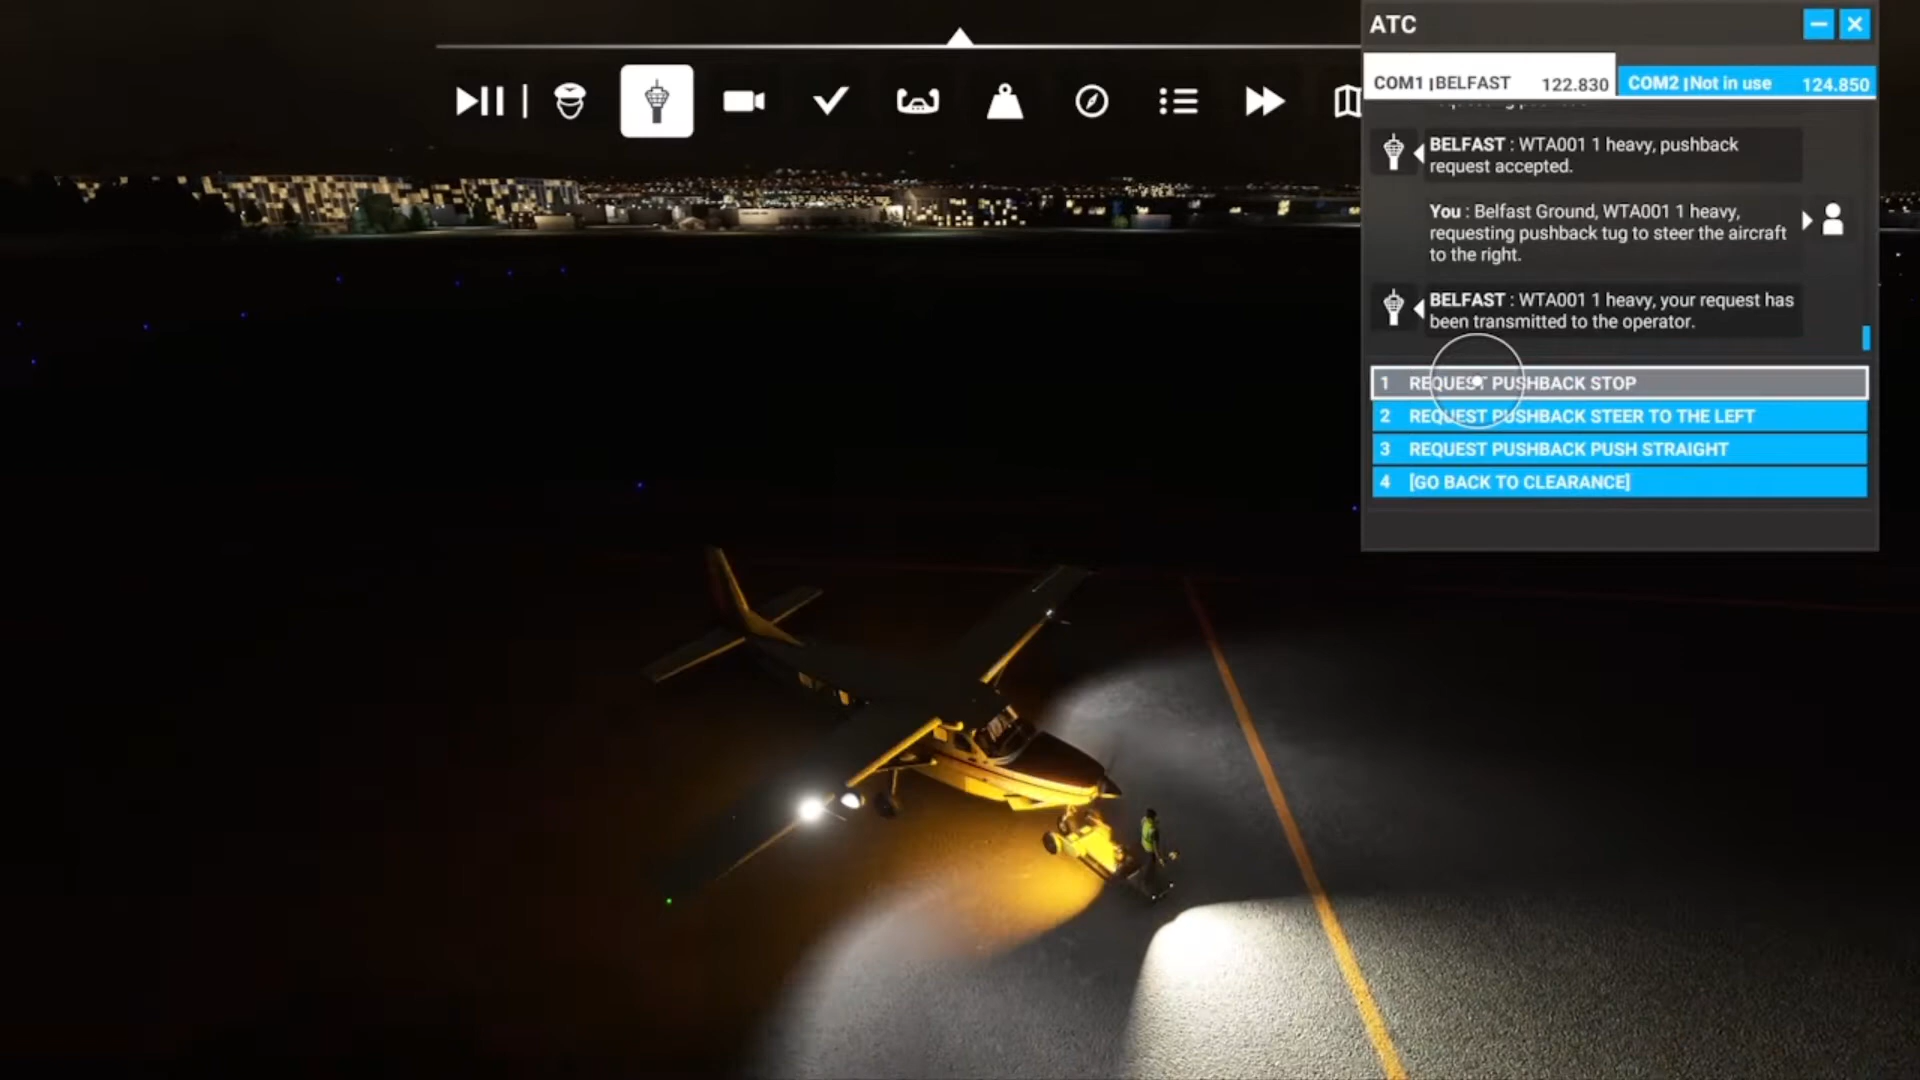 ATC
COM1 |BELFAST 122.830
COM2 |Not in use 124.850
BELFAST : WTA001 1 heavy, pushback
request accepted.
You : Belfast Ground, WTA001 1 heavy,
requesting pushback tug to steer the aircraft
to the right.
BELFAST : WTA001 1 heavy, your request has
been transmitted to the operator.
1 REQUEST PUSHBACK STOP
2 REQUEST PUSHBACK STEER TO THE LEFT
3 REQUEST PUSHBACK PUSH STRAIGHT
4 [GO BACK TO CLEARANCE]